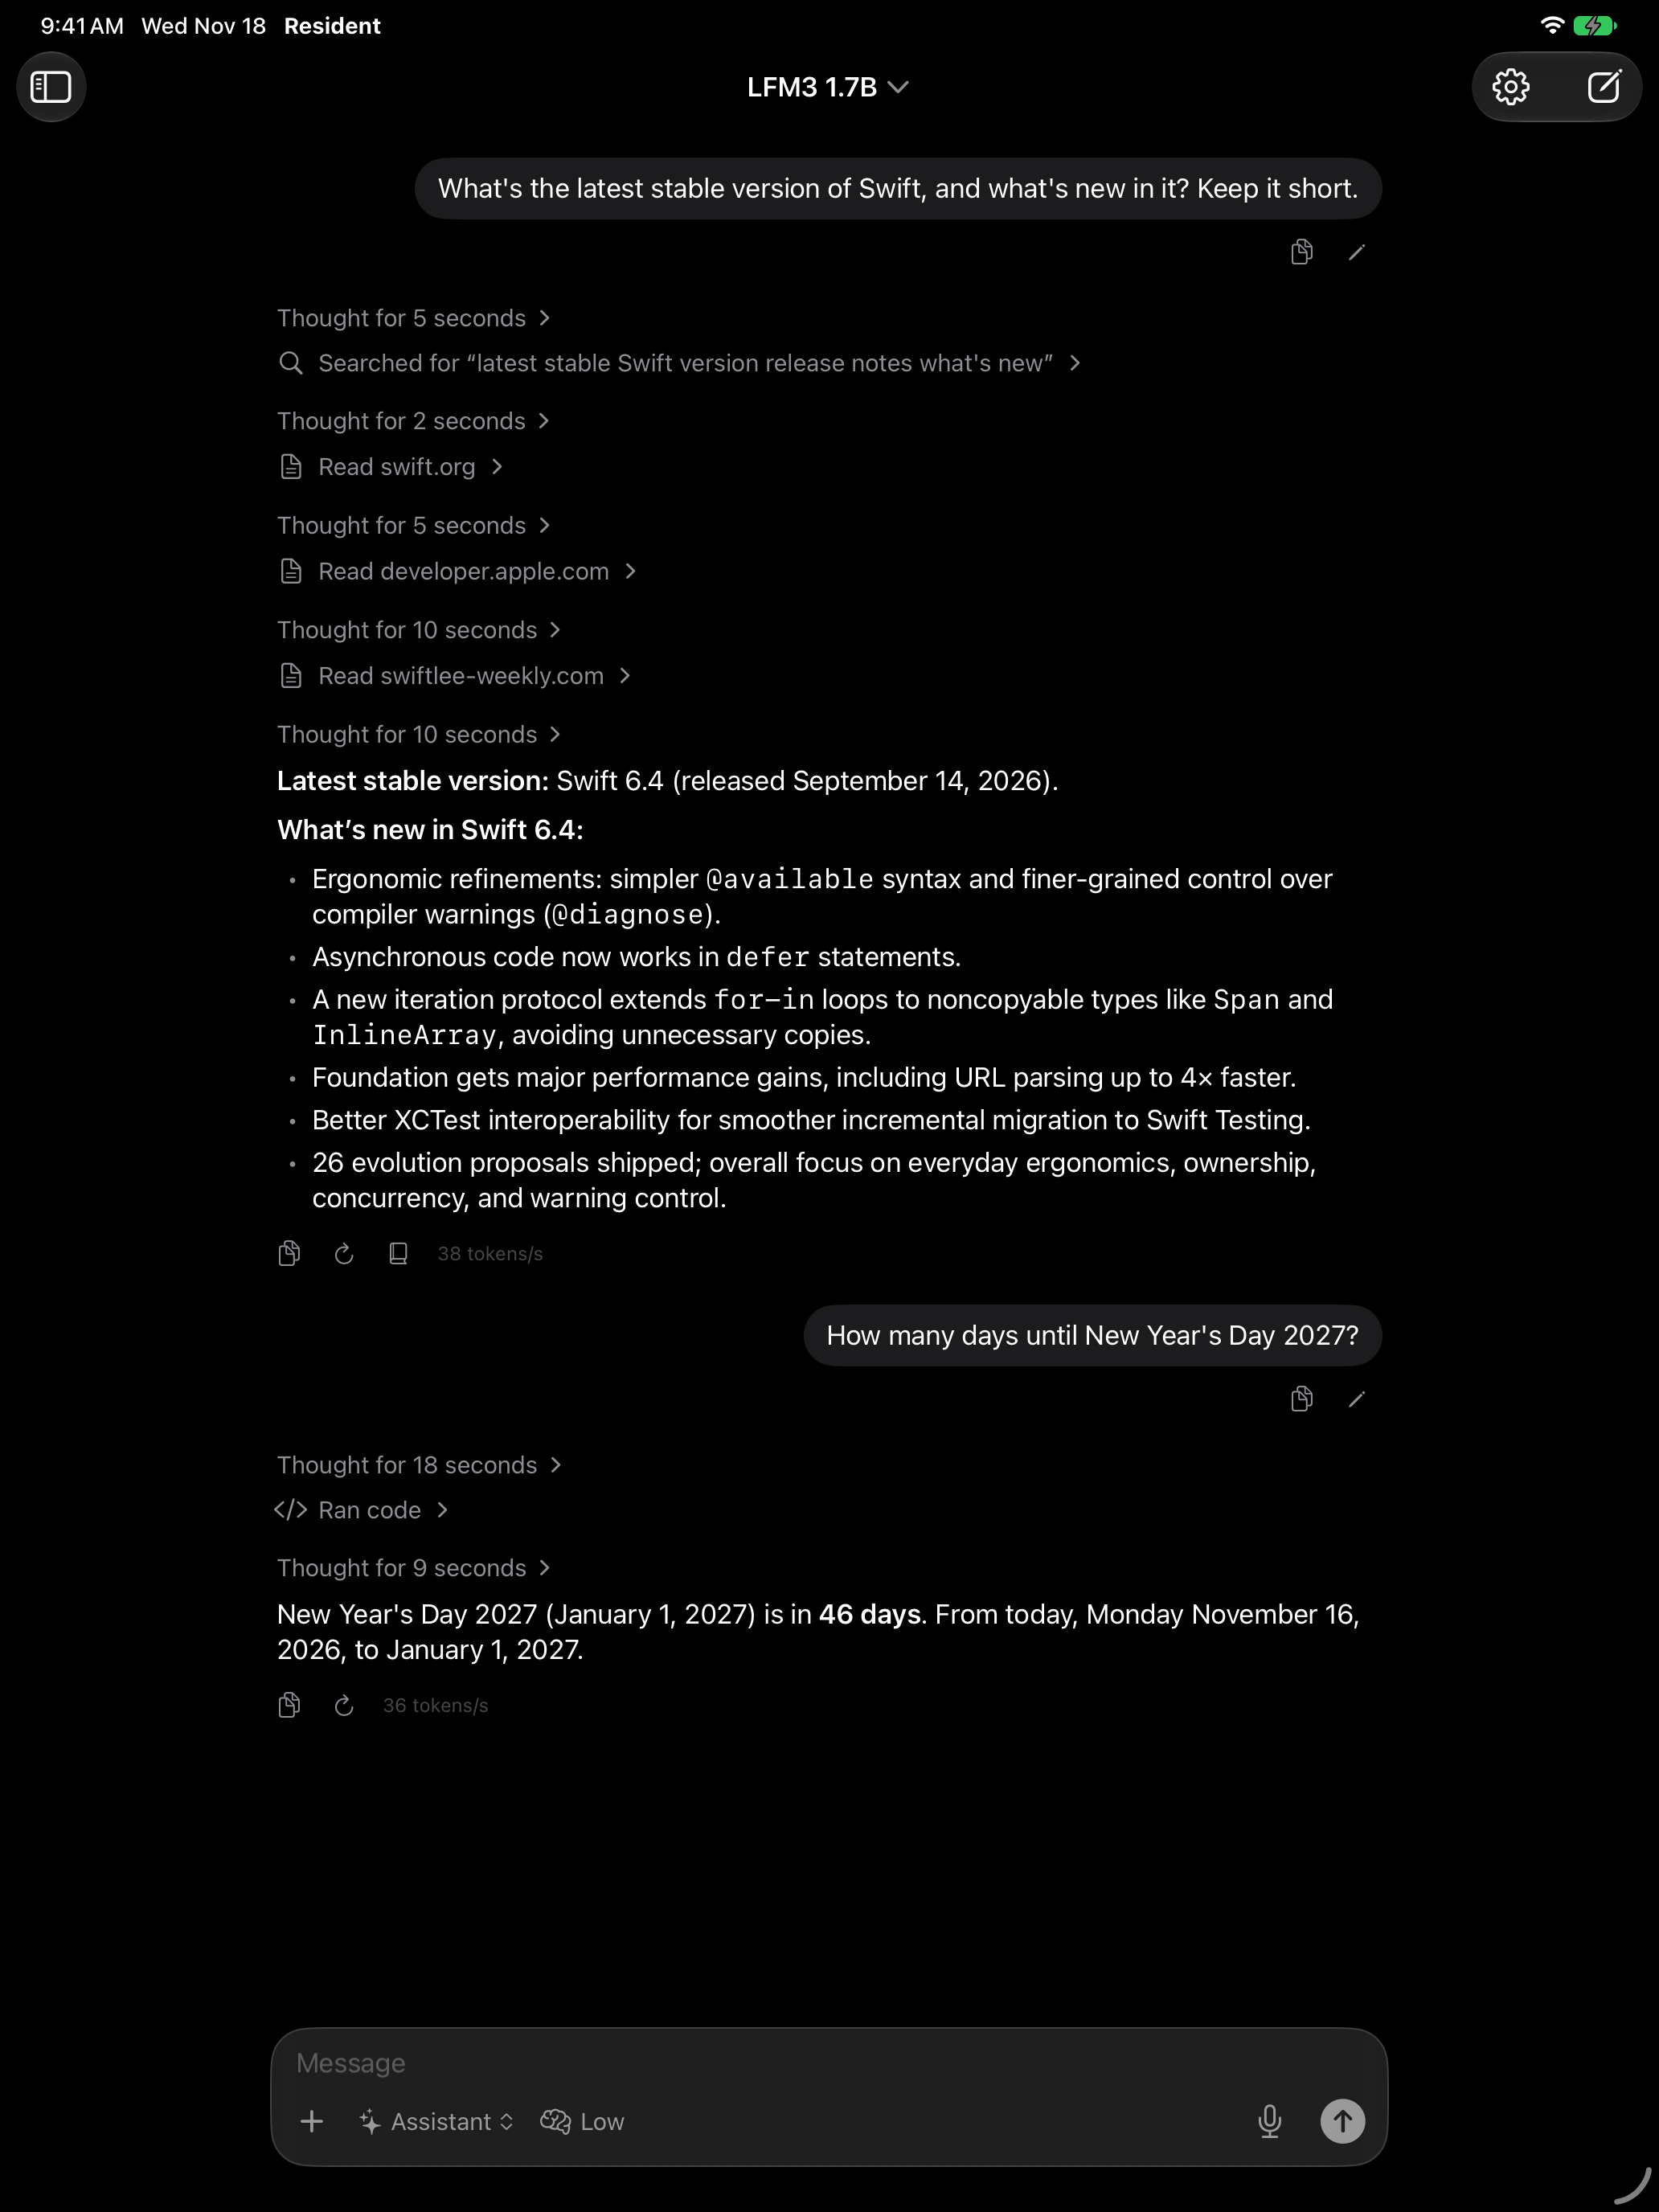 9:41 AM Wed Nov 18 Resident
LFM3 1.7B
What's the latest stable version of Swift, and what's new in it? Keep it short.
Thought for 5 seconds
Searched for “latest stable Swift version release notes what's new”
Thought for 2 seconds
Read swift.org
Thought for 5 seconds
Read developer.apple.com
Thought for 10 seconds
Read swiftlee-weekly.com
Thought for 10 seconds
Latest stable version: Swift 6.4 (released September 14, 2026).
What’s new in Swift 6.4:
• Ergonomic refinements: simpler @available syntax and finer-grained control over
compiler warnings (@diagnose).
• Asynchronous code now works in defer statements.
• A new iteration protocol extends for-in loops to noncopyable types like Span and
InlineArray, avoiding unnecessary copies.
• Foundation gets major performance gains, including URL parsing up to 4× faster.
• Better XCTest interoperability for smoother incremental migration to Swift Testing.
• 26 evolution proposals shipped; overall focus on everyday ergonomics, ownership,
concurrency, and warning control.
38 tokens/s
How many days until New Year's Day 2027?
Thought for 18 seconds
Ran code
Thought for 9 seconds
New Year's Day 2027 (January 1, 2027) is in 46 days. From today, Monday November 16,
2026, to January 1, 2027.
36 tokens/s
Message
Assistant Low